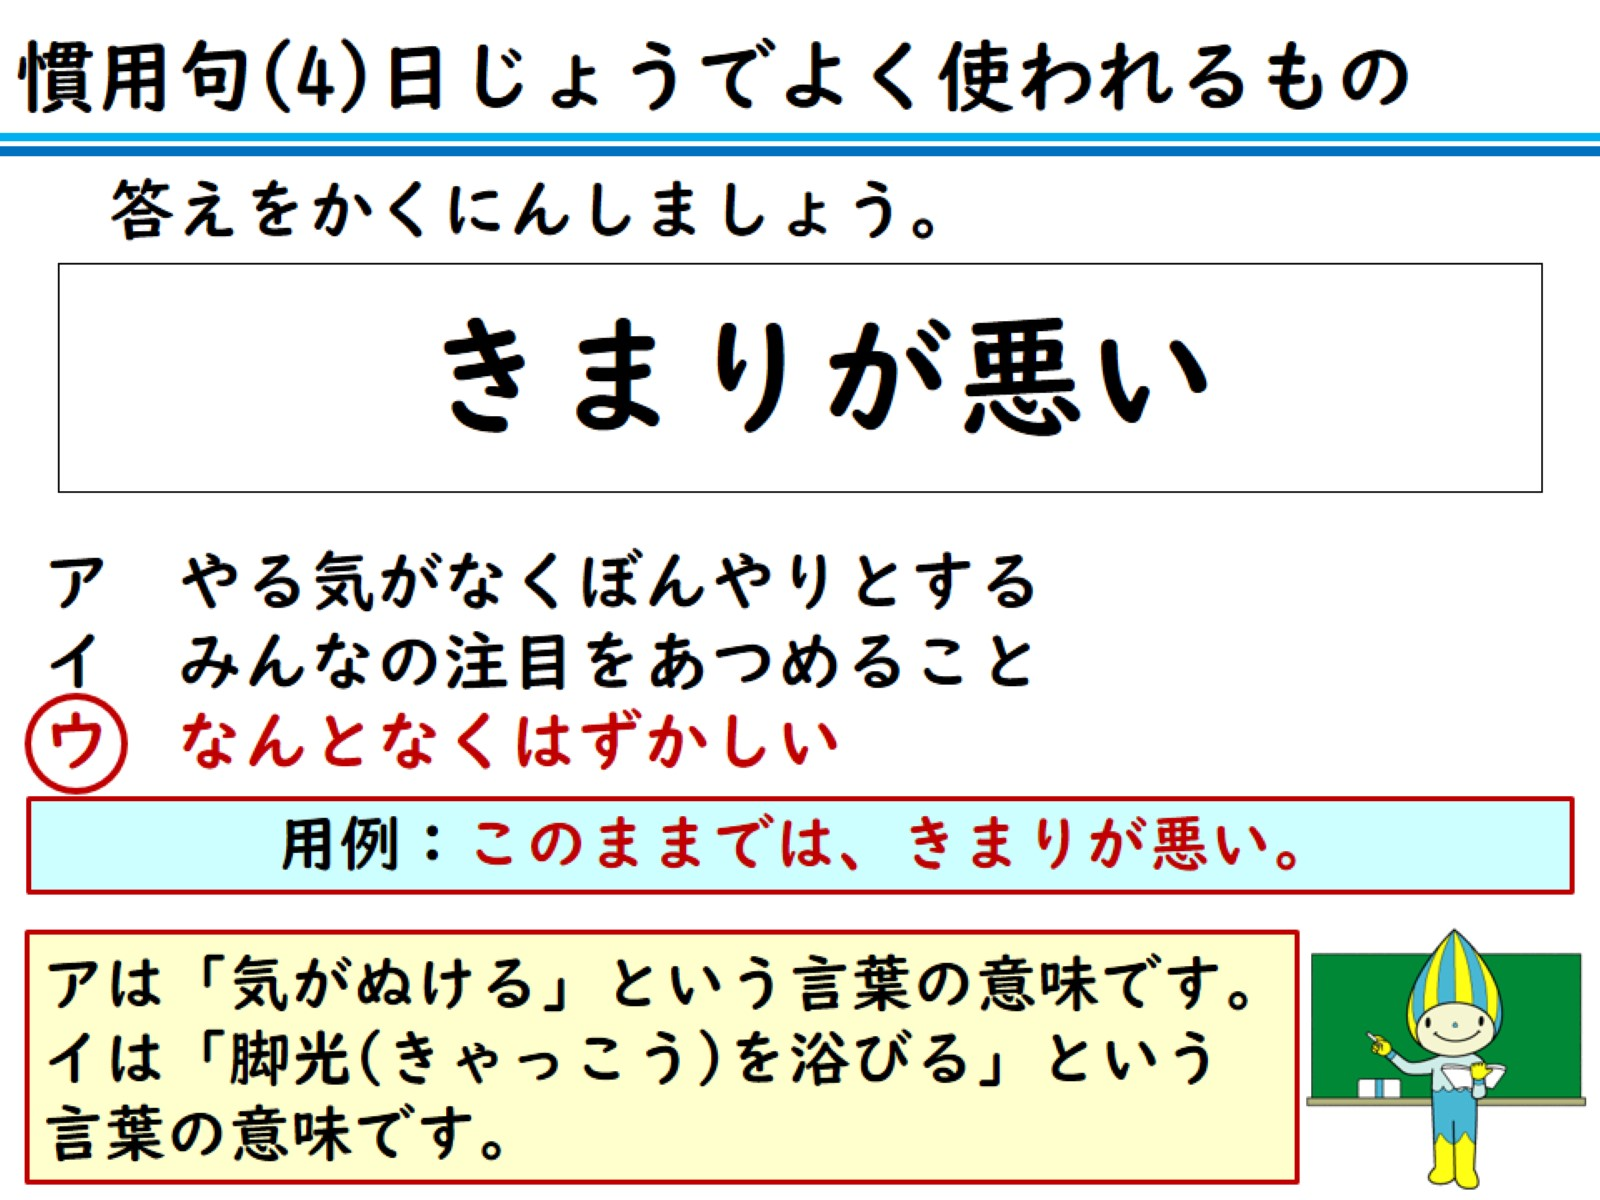 慣用句(4)日じょうでよく使われるもの
答えをかくにんしましょう。
きまりが悪い
ア　やる気がなくぼんやりとする
イ　みんなの注目をあつめること
ウ　なんとなくはずかしい
用例：このままでは、きまりが悪い。
アは「気がぬける」という言葉の意味です。
イは「脚光(きゃっこう)を浴びる」という
言葉の意味です。